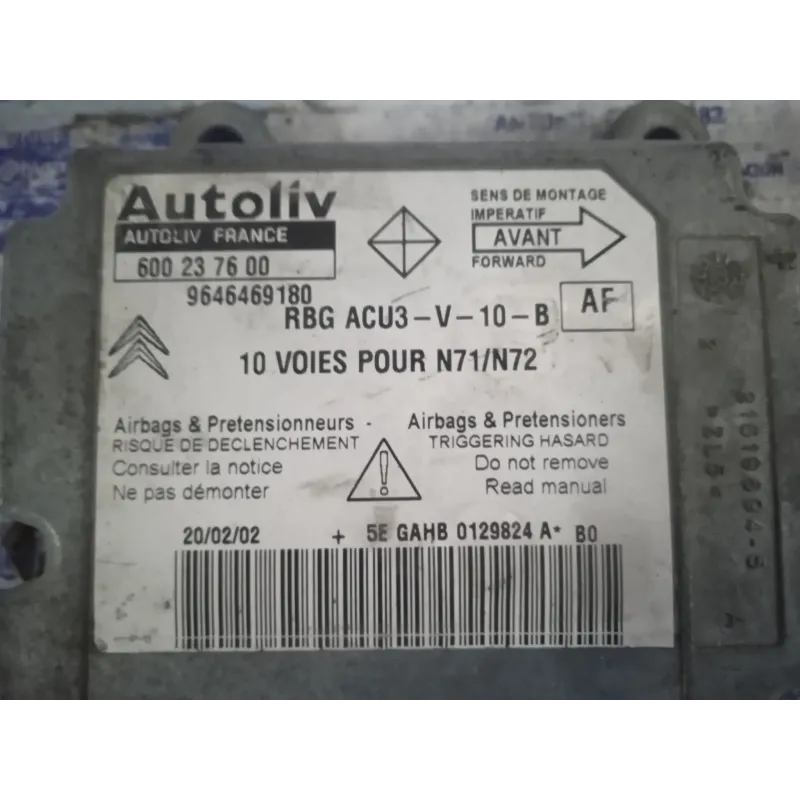 Autoliv
AUTOLIV FRANCE
600 23 76 00
9646469180
SENS DE MONTAGE
IMPERATIF
AVANT
FORWARD
RBG ACU3-V-10-B
AF
10 VOIES POUR N71/N72
Airbags & Pretensionneurs -
RISQUE DE DECLENCHEMENT
Consulter la notice
Ne pas démonter
Airbags & Pretensioners
TRIGGERING HASARD
Do not remove
Read manual
20/02/02 + 5E GAHB 0129824 A* B0